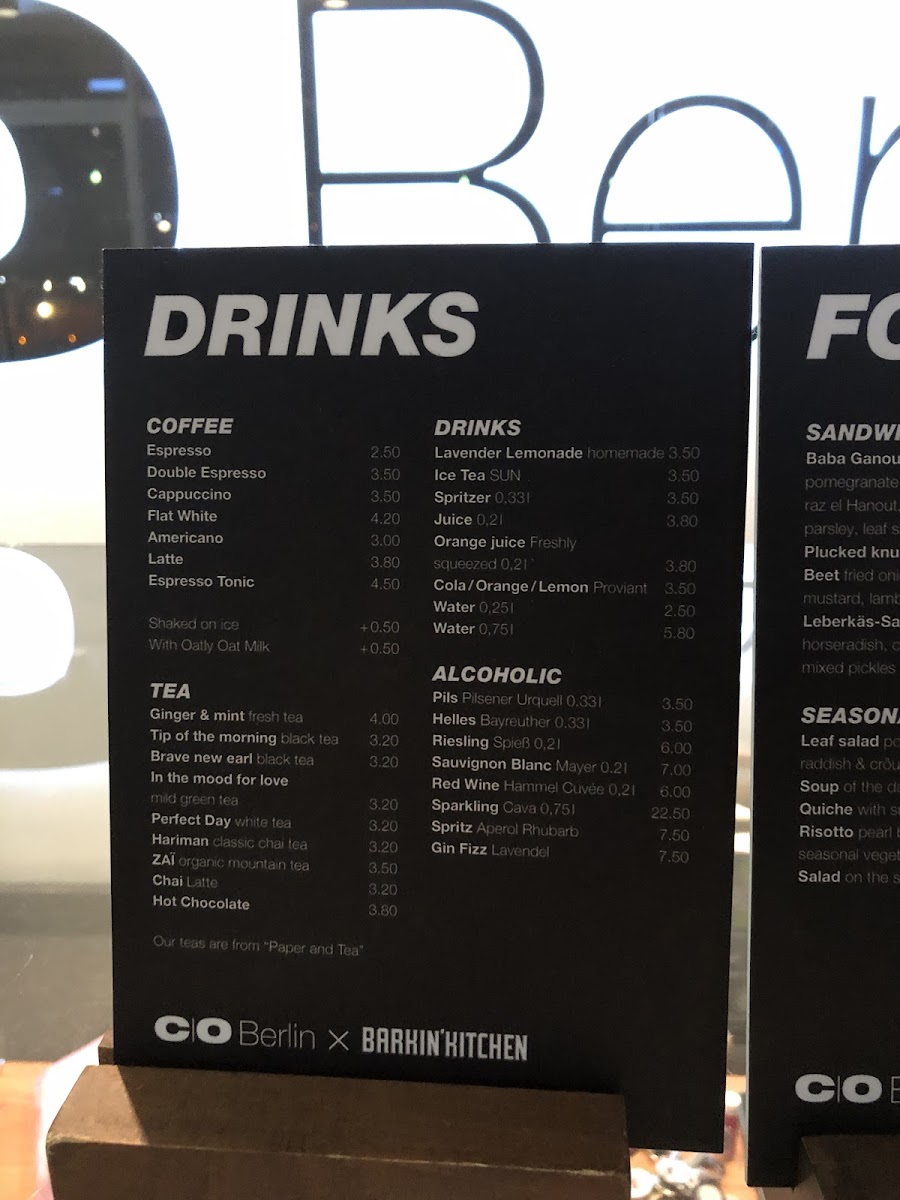 Ber
DRINKS
COFFEE
Espresso 2.50
Double Espresso 3.50
Cappuccino 3.50
Flat White 4.20
Americano 3.00
Latte 3.80
Espresso Tonic 4.50
Shaked on ice +0.50
With Oatly Oat Milk +0.50
TEA
Ginger & mint fresh tea 4.00
Tip of the morning black tea 3.20
Brave new earl black tea 3.20
In the mood for love
mild green tea 3.20
Perfect Day white tea 3.20
Hariman classic chai tea 3.20
ZAÏ organic mountain tea 3.50
Chai Latte 3.20
Hot Chocolate 3.80
Our teas are from "Paper and Tea"
DRINKS
Lavender Lemonade homemade 3.50
Ice Tea SUN 3.50
Spritzer 0.33l 3.50
Juice 0,2l 3.80
Orange juice Freshly
squeezed 0,2l 3.80
Cola/Orange/Lemon Proviant 3.50
Water 0,25l 2.50
Water 0,75l 5.80
ALCOHOLIC
Pils Pilsener Urquell 0.33l 3.50
Helles Bayreuther 0.33l 3.50
Riesling Spieß 0,2l 6.00
Sauvignon Blanc Mayer 0.2l 7.00
Red Wine Hammel Cuvée 0,2l 6.00
Sparkling Cava 0,75l 22.50
Spritz Aperol Rhubarb 7.50
Gin Fizz Lavendel 7.50
C|O Berlin × BARKIN'KITCHEN
FO
SANDWI
Baba Ganou
pomegranate
raz el Hanout,
parsley, leaf s
Plucked knu
Beet fried oni
mustard, lamb
Leberkäs-Sa
horseradish, c
mixed pickles
SEASONA
Leaf salad po
raddish & croû
Soup of the da
Quiche with s
Risotto pearl b
seasonal veget
Salad on the s
C|O B